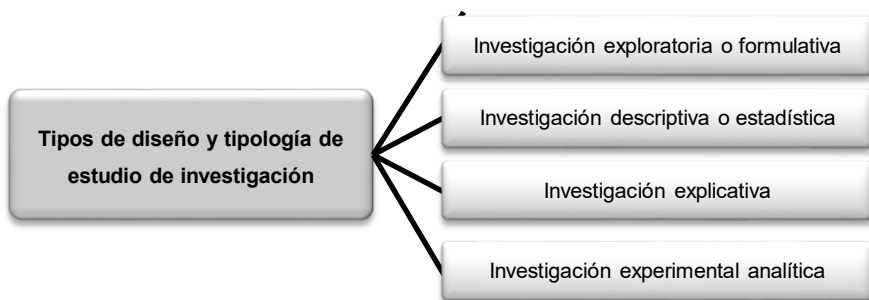 Tipos de diseño y tipología de
estudio de investigación
Investigación exploratoria o formulativa
Investigación descriptiva o estadística
Investigación explicativa
Investigación experimental analítica